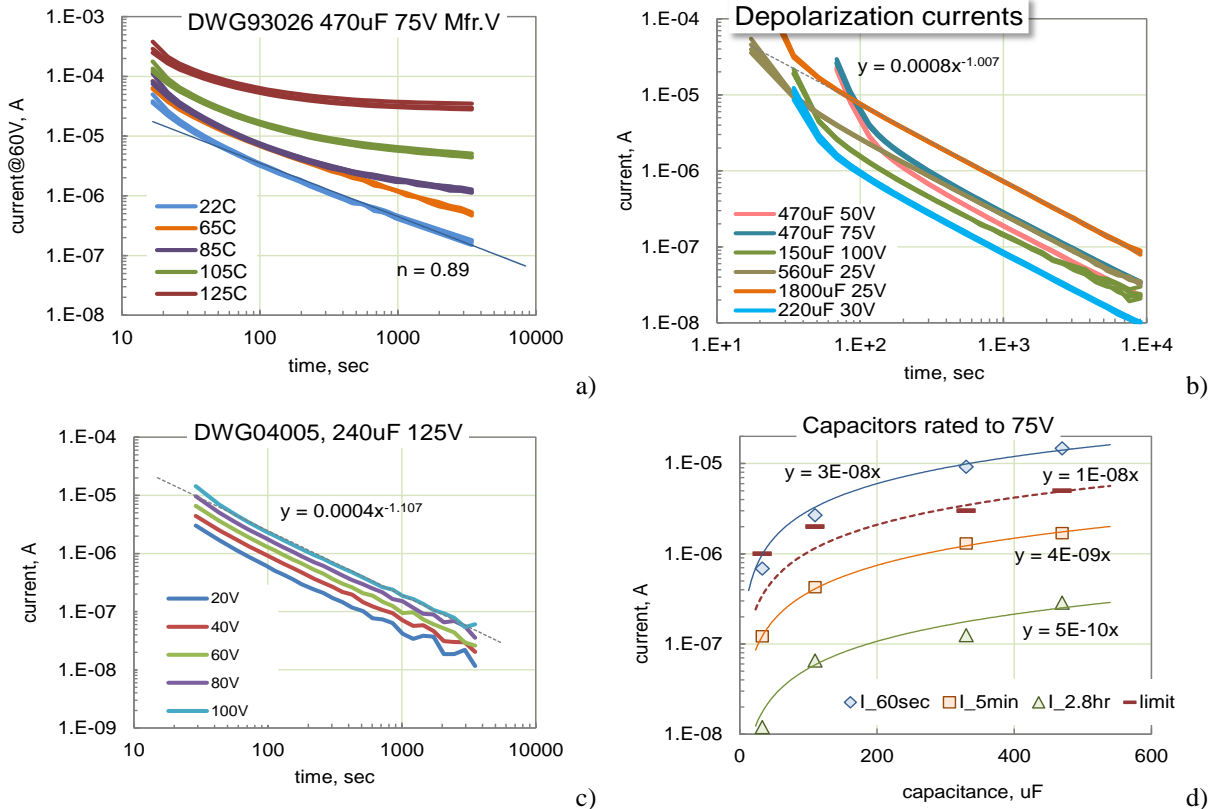 DWG93026 470uF 75V Mfr.V
1.E-03
1.E-04
1.E-05
1.E-06
1.E-07
1.E-08
current@60V, A
22C
65C
85C
105C
125C
n = 0.89
10 100 1000 10000
time, sec
a)
Depolarization currents
1.E-04
1.E-05
1.E-06
1.E-07
1.E-08
current, A
y = 0.0008x^-1.007
470uF 50V
470uF 75V
150uF 100V
560uF 25V
1800uF 25V
220uF 30V
1.E+1 1.E+2 1.E+3 1.E+4
time, sec
b)
DWG04005, 240uF 125V
1.E-04
1.E-05
1.E-06
1.E-07
1.E-08
1.E-09
current, A
y = 0.0004x^-1.107
20V
40V
60V
80V
100V
10 100 1000 10000
time, sec
c)
Capacitors rated to 75V
1.E-05
1.E-06
1.E-07
1.E-08
current, A
y = 3E-08x
y = 1E-08x
y = 4E-09x
y = 5E-10x
I_60sec I_5min I_2.8hr limit
0 200 400 600
capacitance, uF
d)